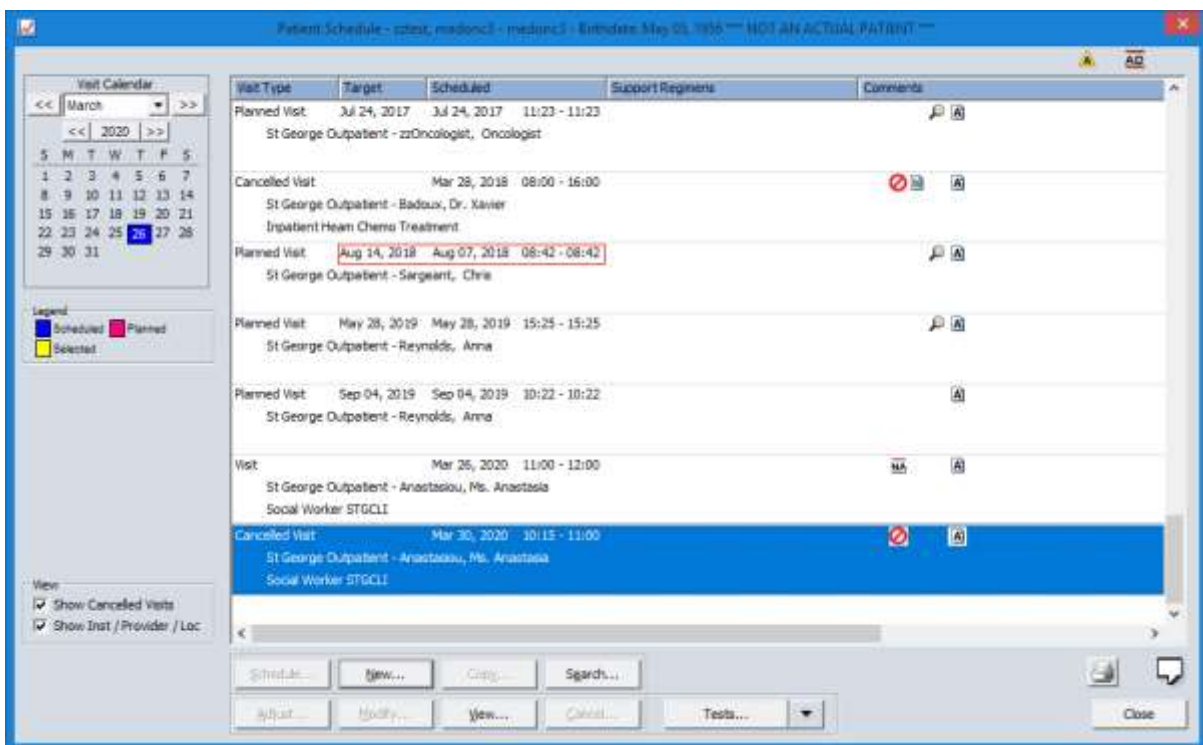 Patient Schedule - zztest, medonc3 - medonc3 - Birthdate: May 03, 1956 *** NOT AN ACTUAL PATIENT ***
AD
Visit Calendar
<< March >>
<< 2020 >>
S M T W T F S
1 2 3 4 5 6 7
8 9 10 11 12 13 14
15 16 17 18 19 20 21
22 23 24 25 26 27 28
29 30 31
Legend
Scheduled Planned
Selected
View
Show Cancelled Visits
Show Inst / Provider / Loc
Visit Type Target Scheduled Support Regimens Comments
Planned Visit Jul 24, 2017 Jul 24, 2017 11:23 - 11:23 A
St George Outpatient - zzOncologist, Oncologist
Cancelled Visit Mar 28, 2018 08:00 - 16:00 A
St George Outpatient - Badoux, Dr. Xavier
Inpatient Heam Chemo Treatment
Planned Visit Aug 14, 2018 Aug 07, 2018 08:42 - 08:42 A
St George Outpatient - Sargeant, Chris
Planned Visit May 28, 2019 May 28, 2019 15:25 - 15:25 A
St George Outpatient - Reynolds, Anna
Planned Visit Sep 04, 2019 Sep 04, 2019 10:22 - 10:22 A
St George Outpatient - Reynolds, Anna
Visit Mar 26, 2020 11:00 - 12:00 NA A
St George Outpatient - Anastasiou, Ms. Anastasia
Social Worker STGCLI
Cancelled Visit Mar 30, 2020 10:15 - 11:00 A
St George Outpatient - Anastasiou, Ms. Anastasia
Social Worker STGCLI
Schedule... New... Copy... Search...
Adjust... Modify... View... Cancel... Tests... Close